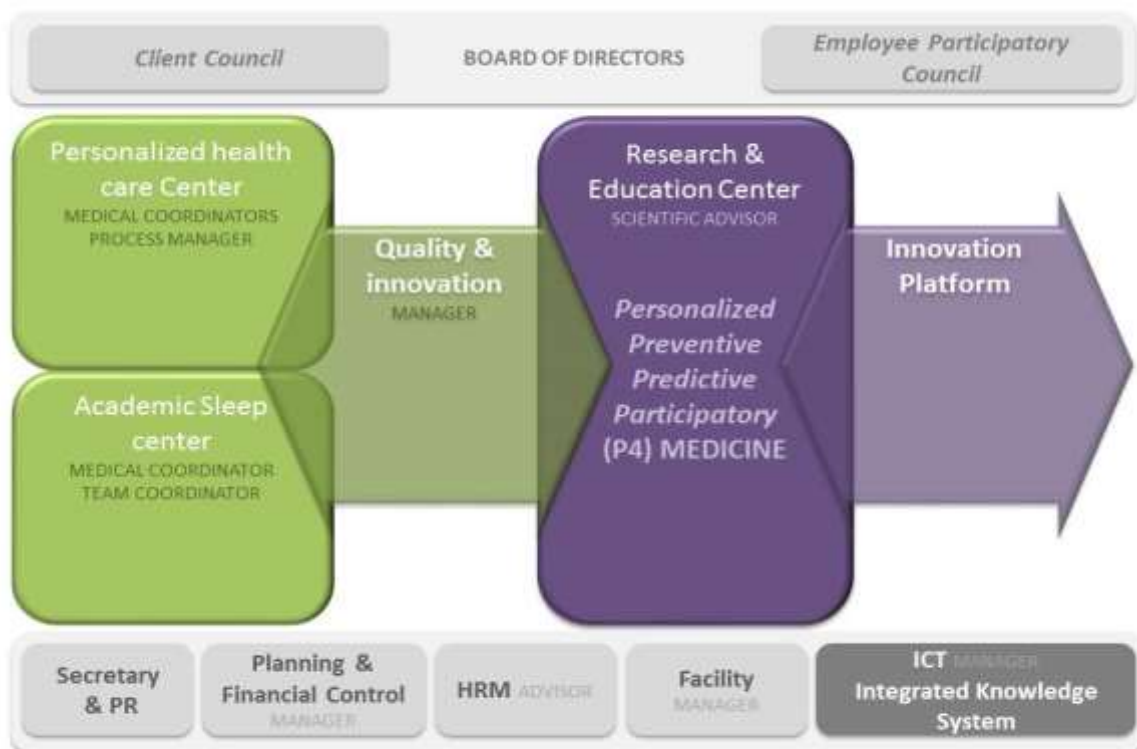 Client Council
BOARD OF DIRECTORS
Employee Participatory
Council
Personalized health
care Center
MEDICAL COORDINATORS
PROCESS MANAGER
Academic Sleep
center
MEDICAL COORDINATOR
TEAM COORDINATOR
Quality &
innovation
MANAGER
Research &
Education Center
SCIENTIFIC ADVISOR
Personalized
Preventive
Predictive
Participatory
(P4) MEDICINE
Innovation
Platform
Secretary
& PR
Planning &
Financial Control
MANAGER
HRM ADVISOR
Facility
MANAGER
ICT MANAGER
Integrated Knowledge
System